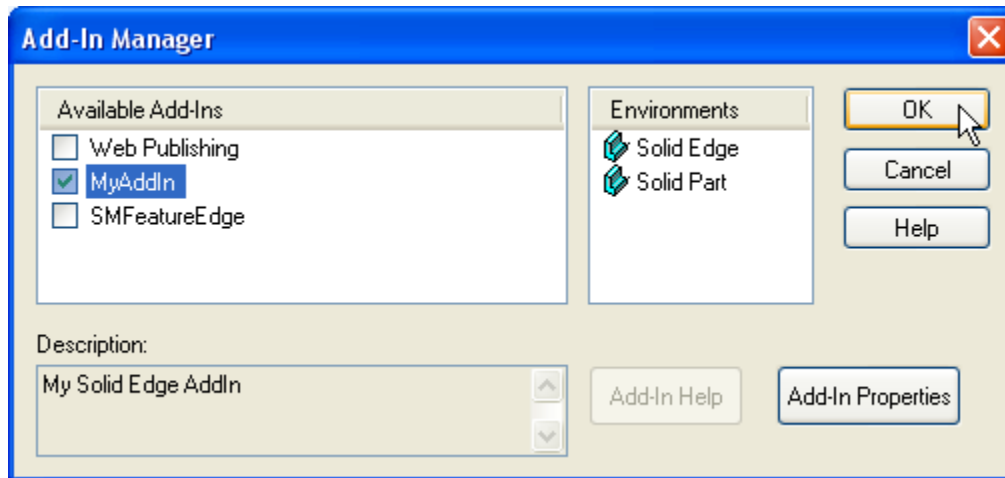 Add-In Manager
Available Add-Ins
Web Publishing
MyAddIn
SMFeatureEdge
Environments
Solid Edge
Solid Part
OK
Cancel
Help
Description:
My Solid Edge AddIn
Add-In Help
Add-In Properties